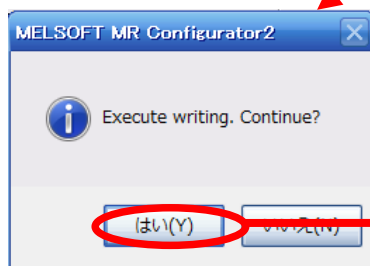 MELSOFT MR Configurator2
Execute writing. Continue?
はい(Y)
いいえ(N)